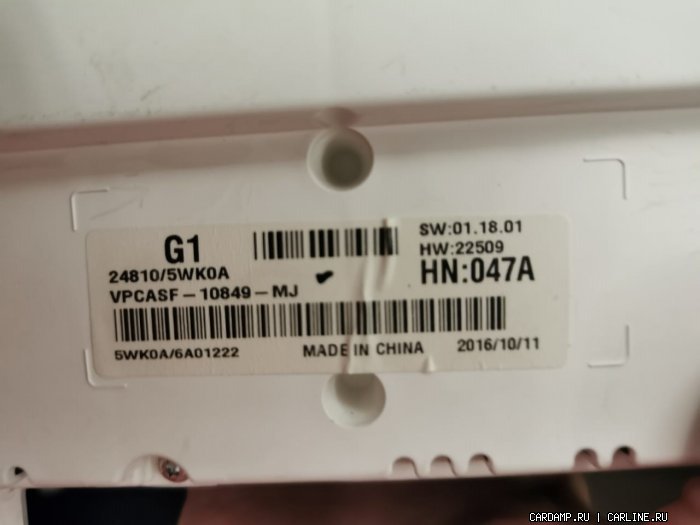 G1
SW:01.18.01
HW:22509
24810/5WK0A
HN:047A
VPCASF-10849-MJ
5WK0A/6A01222 MADE IN CHINA 2016/10/11
CARDAMP.RU | CARLINE.RU